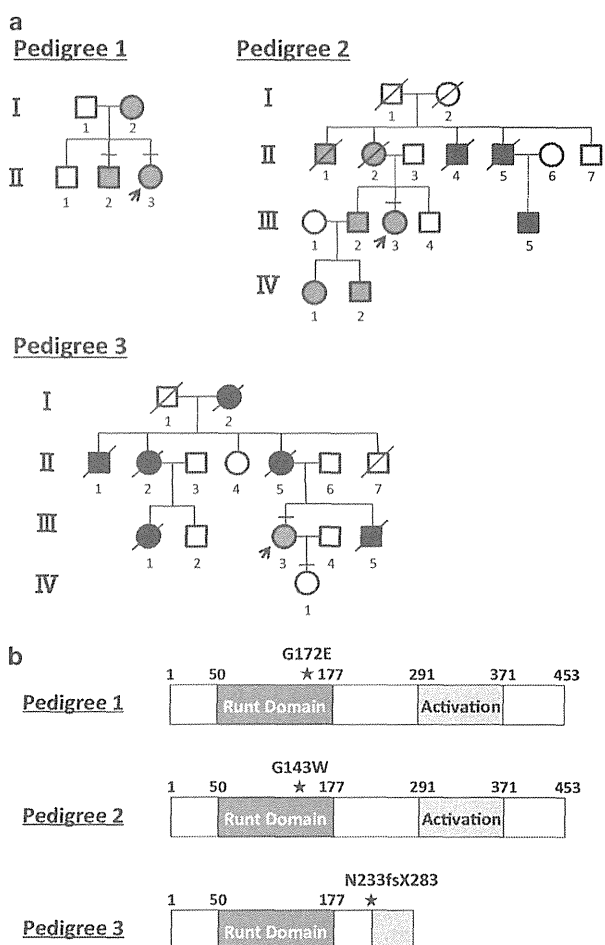 a
Pedigree 1
I
1 2
II
1 2 3
Pedigree 2
I
1 2
II
1 2 3 4 5 6 7
III
1 2 3 4 5
IV
1 2
Pedigree 3
I
1 2
II
1 2 3 4 5 6 7
III
1 2 3 4 5
IV
1
b
G172E
1 50 177 291 371 453
Pedigree 1 Runt Domain Activation
G143W
1 50 177 291 371 453
Pedigree 2 Runt Domain Activation
N233fsX283
1 50 177
Pedigree 3 Runt Domain